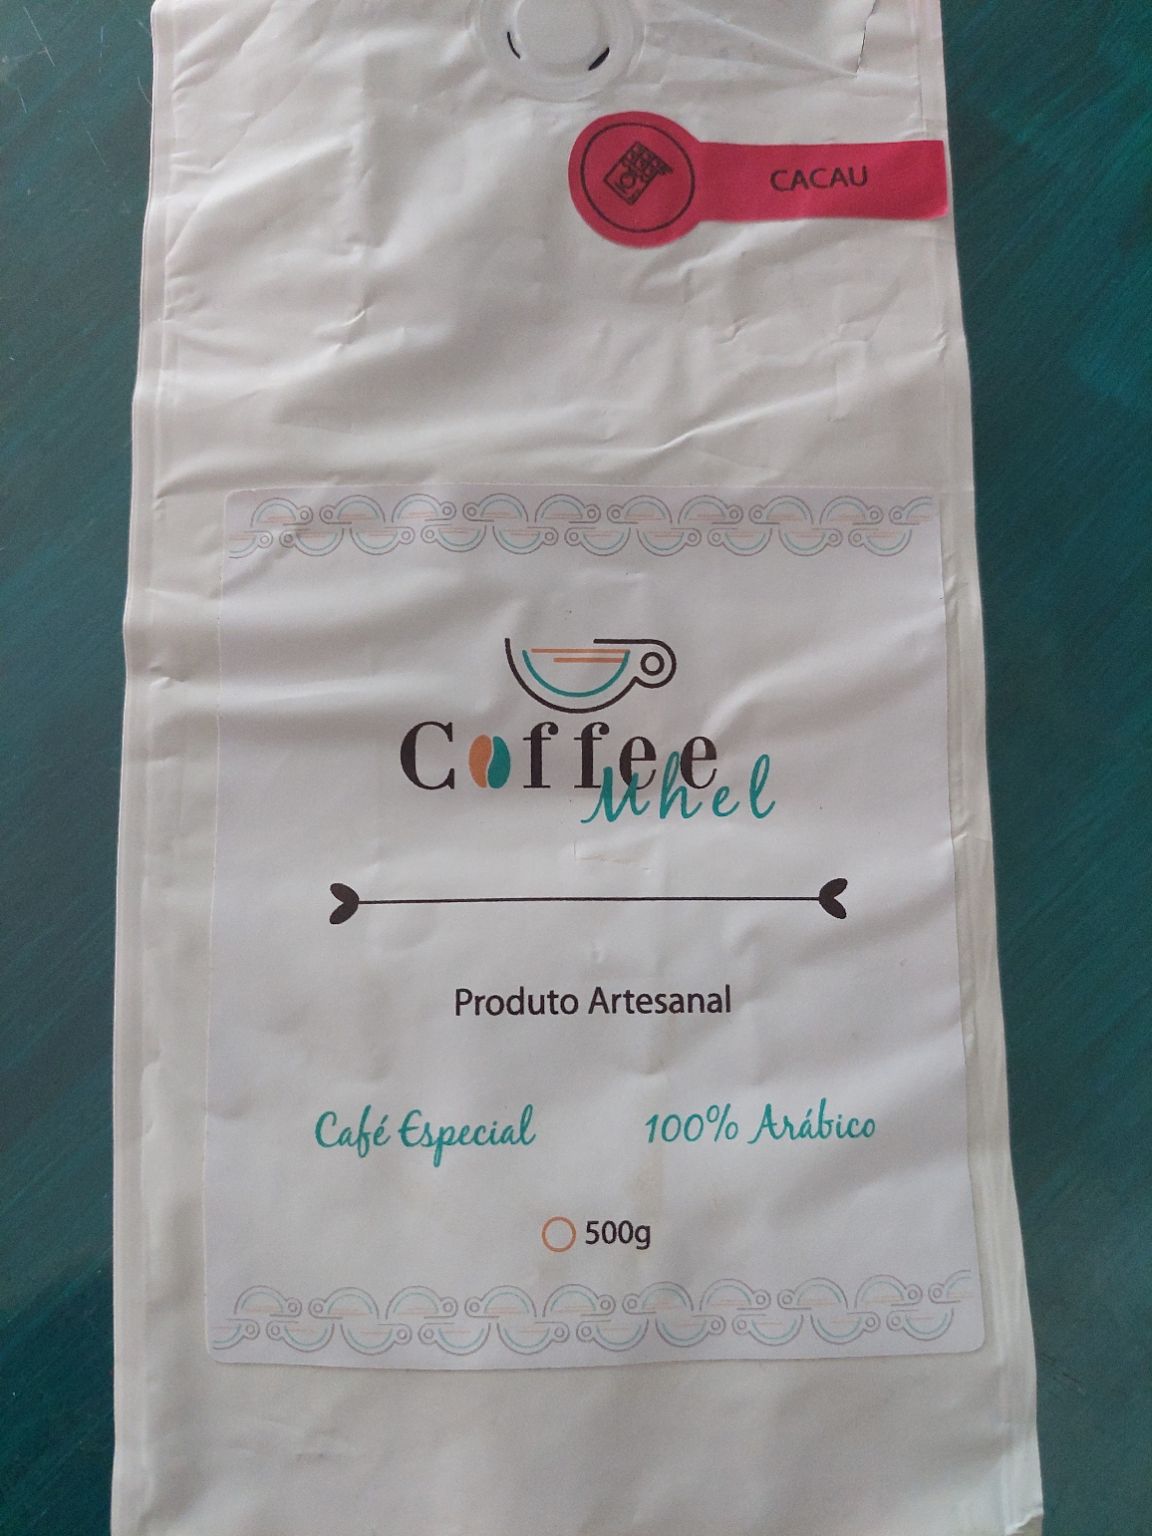 CACAU
Coffee
Mhel
Produto Artesanal
Café Especial
100% Arábico
500g